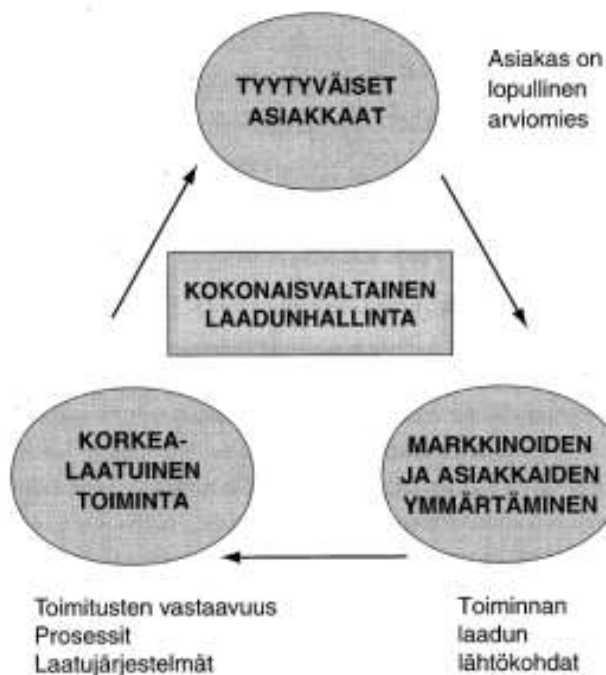 TYYTYVÄISET
ASIAKKAAT
Asiakas on
lopullinen
arviomies
KOKONAISVALTAINEN
LAADUNHALLINTA
KORKEA-
LAATUINEN
TOIMINTA
MARKKINOIDEN
JA ASIAKKAIDEN
YMMÄRTÄMINEN
Toimitusten vastaavuus
Prosessit
Laatujärjestelmät
Toiminnan
laadun
lähtökohdat